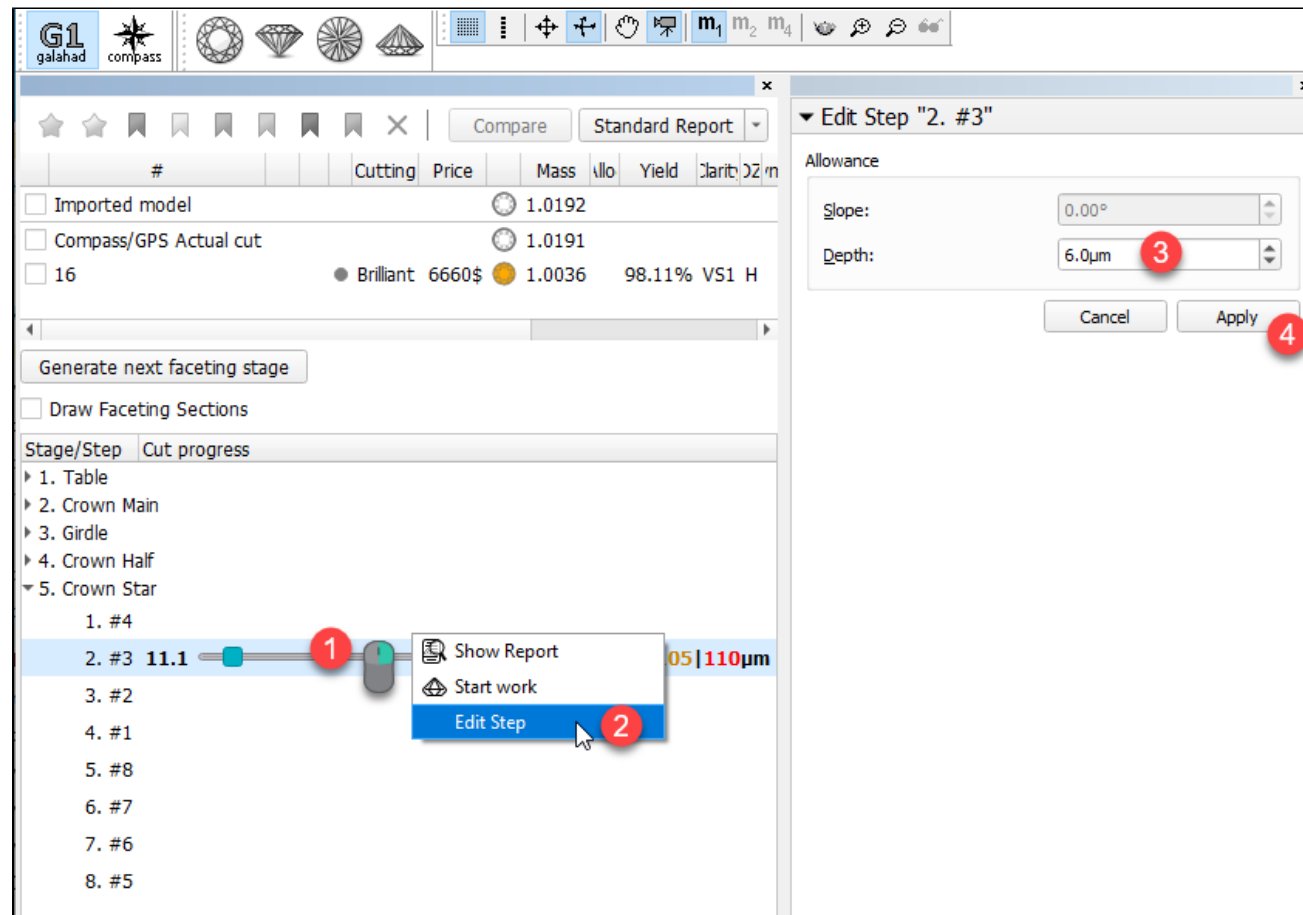 G1
galahad
compass
m1 m2 m4
Compare
Standard Report
# Cutting Price Mass Yield
Imported model 1.0192
Compass/GPS Actual cut 1.0191
16 Brilliant 6660$ 1.0036 98.11% VS1 H
Generate next faceting stage
Draw Faceting Sections
Stage/Step Cut progress
1. Table
2. Crown Main
3. Girdle
4. Crown Half
5. Crown Star
1. #4
2. #3 11.1 1 05|110µm
Show Report
Start work
Edit Step 2
3. #2
4. #1
5. #8
6. #7
7. #6
8. #5
Edit Step "2. #3"
Allowance
Slope: 0.00°
Depth: 6.0µm 3
Cancel
Apply 4